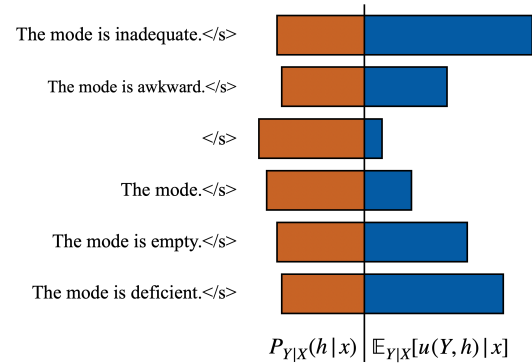 The mode is inadequate.</s>
The mode is awkward.</s>
</s>
The mode.</s>
The mode is empty.</s>
The mode is deficient.</s>
P_{Y|X}(h|x) 𝔼_{Y|X}[u(Y, h)|x]